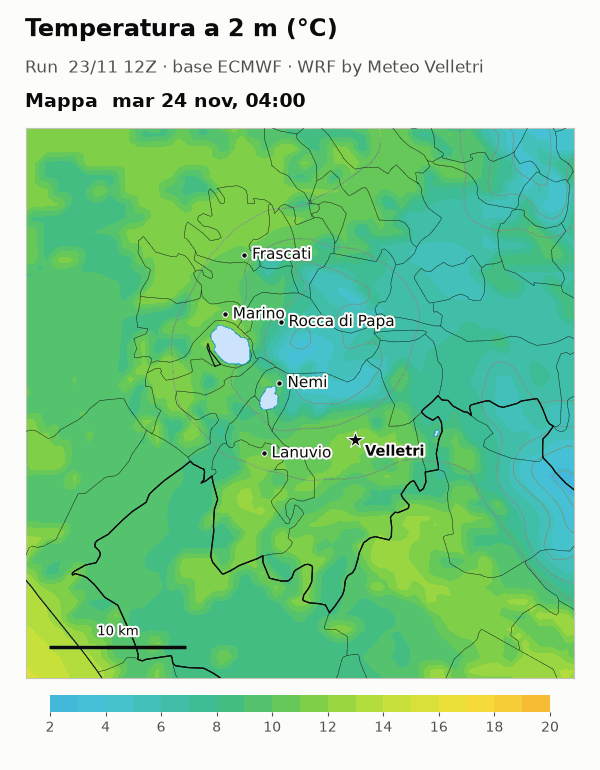 Temperatura a 2 m (°C)
Run  23/11 12Z · base ECMWF · WRF by Meteo Velletri
Mappa  mar 24 nov, 04:00
Frascati
Marino
Rocca di Papa
Nemi
Velletri
Lanuvio
10 km
2 4 6 8 10 12 14 16 18 20